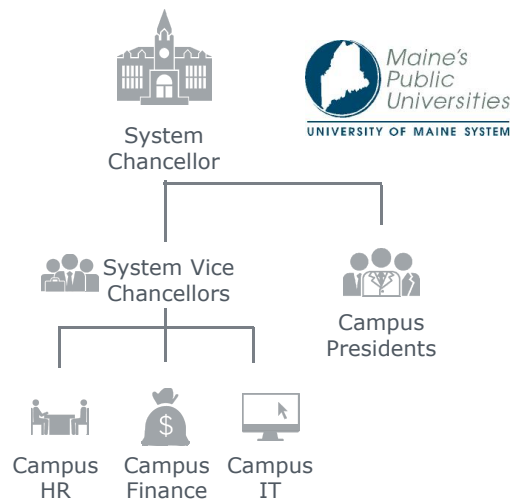 System
Chancellor
Maine's
Public
Universities
UNIVERSITY OF MAINE SYSTEM
System Vice
Chancellors
Campus
Presidents
$
Campus
HR
Campus
Finance
Campus
IT